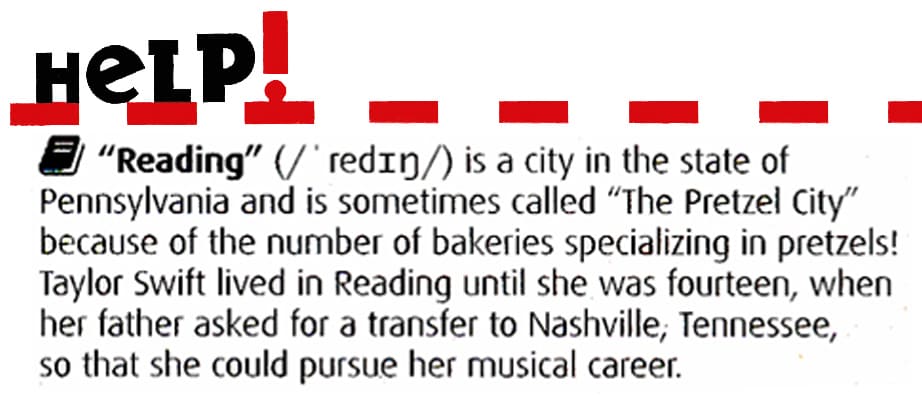 HeLP!
"Reading" (/ˈredɪŋ/) is a city in the state of
Pennsylvania and is sometimes called "The Pretzel City"
because of the number of bakeries specializing in pretzels!
Taylor Swift lived in Reading until she was fourteen, when
her father asked for a transfer to Nashville, Tennessee,
so that she could pursue her musical career.